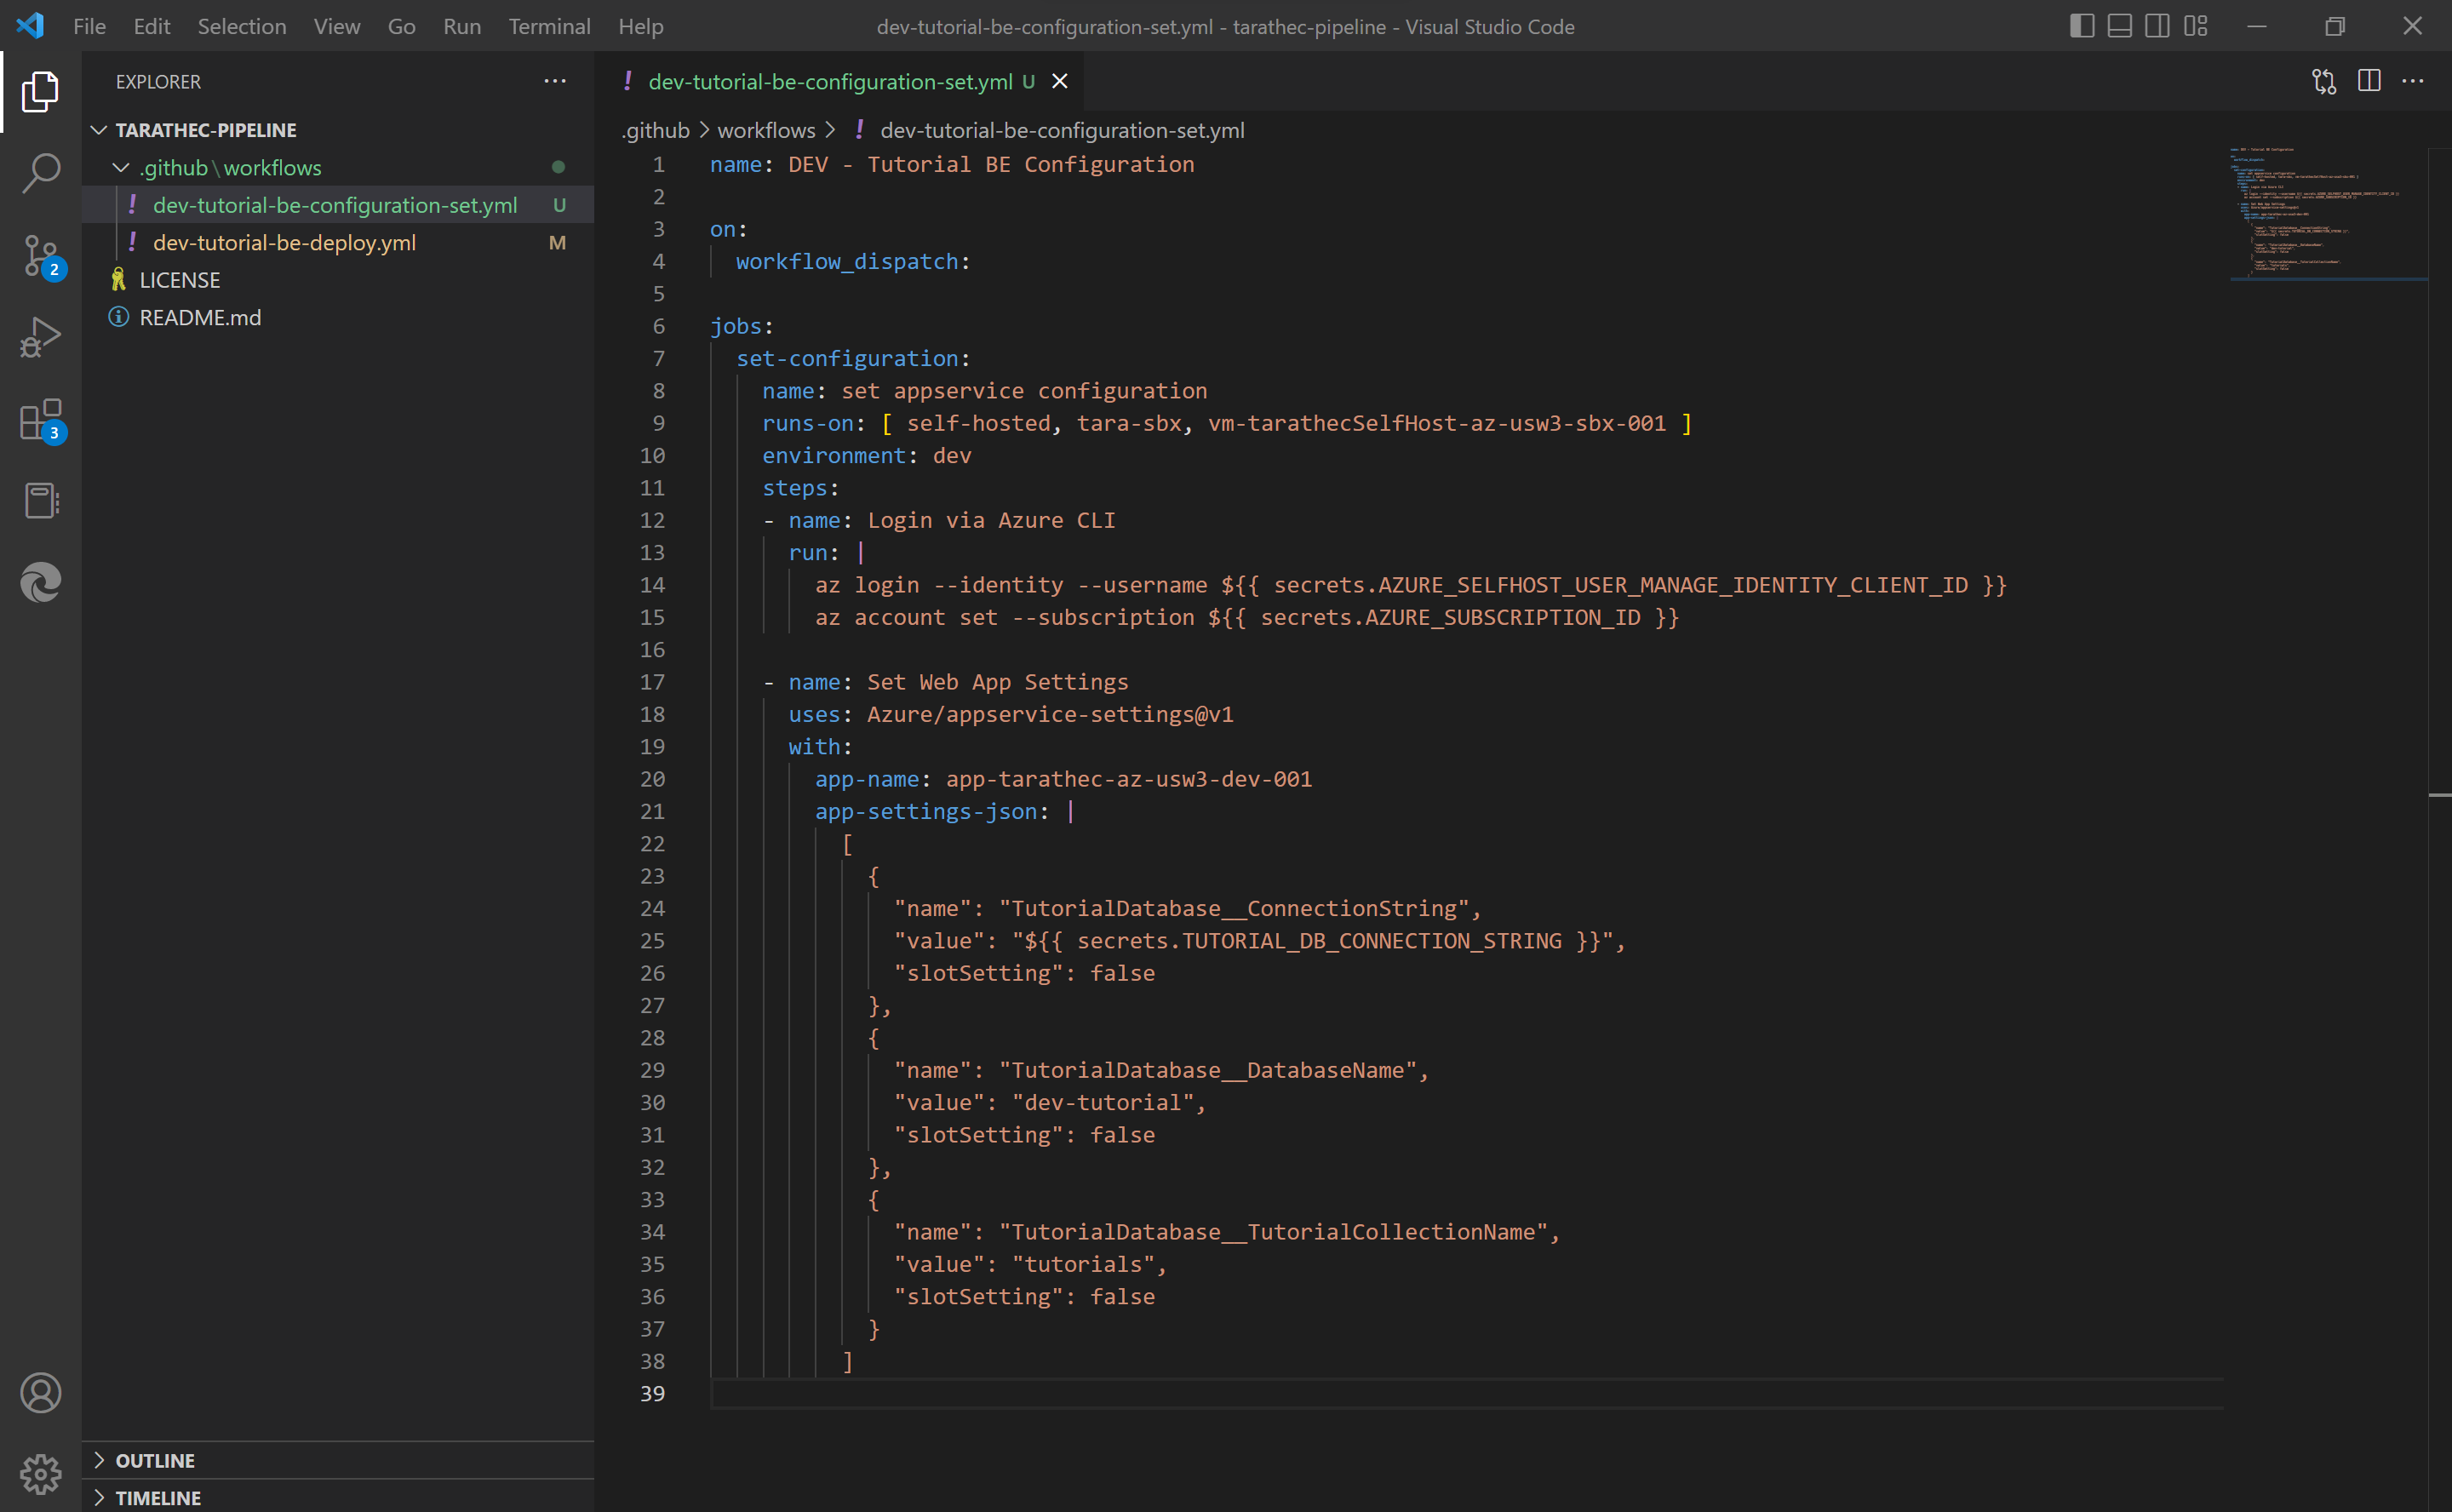 File Edit Selection View Go Run Terminal Help
dev-tutorial-be-configuration-set.yml - tarathec-pipeline - Visual Studio Code
EXPLORER
TARATHEC-PIPELINE
.github\workflows
! dev-tutorial-be-configuration-set.yml U
! dev-tutorial-be-deploy.yml M
LICENSE
README.md
2
3
OUTLINE
TIMELINE
! dev-tutorial-be-configuration-set.yml U
.github > workflows > ! dev-tutorial-be-configuration-set.yml
1 name: DEV - Tutorial BE Configuration
2
3 on:
4   workflow_dispatch:
5
6 jobs:
7   set-configuration:
8     name: set appservice configuration
9     runs-on: [ self-hosted, tara-sbx, vm-tarathecSelfHost-az-usw3-sbx-001 ]
10     environment: dev
11     steps:
12     - name: Login via Azure CLI
13       run: |
14         az login --identity --username ${{ secrets.AZURE_SELFHOST_USER_MANAGE_IDENTITY_CLIENT_ID }}
15         az account set --subscription ${{ secrets.AZURE_SUBSCRIPTION_ID }}
16
17     - name: Set Web App Settings
18       uses: Azure/appservice-settings@v1
19       with:
20         app-name: app-tarathec-az-usw3-dev-001
21         app-settings-json: |
22           [
23             {
24               "name": "TutorialDatabase__ConnectionString",
25               "value": "${{ secrets.TUTORIAL_DB_CONNECTION_STRING }}",
26               "slotSetting": false
27             },
28             {
29               "name": "TutorialDatabase__DatabaseName",
30               "value": "dev-tutorial",
31               "slotSetting": false
32             },
33             {
34               "name": "TutorialDatabase__TutorialCollectionName",
35               "value": "tutorials",
36               "slotSetting": false
37             }
38           ]
39